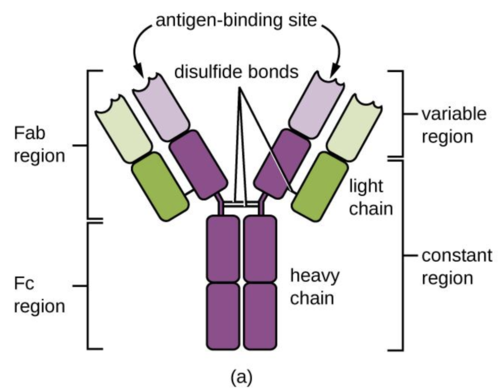 antigen-binding site
disulfide bonds
Fab
region
variable
region
light
chain
Fc
region
heavy
chain
constant
region
(a)